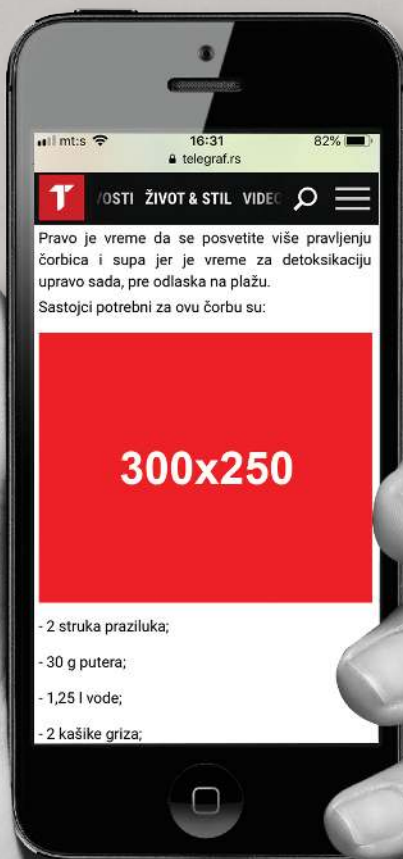 mt:s 16:31 82%
telegraf.rs
VOSTI ŽIVOT & STIL VIDEO
Pravo je vreme da se posvetite više pravljenju
čorbica i supa jer je vreme za detoksikaciju
upravo sada, pre odlaska na plažu.
Sastojci potrebni za ovu čorbu su:
300x250
- 2 struka praziluka;
- 30 g putera;
- 1,25 l vode;
- 2 kašike griza;